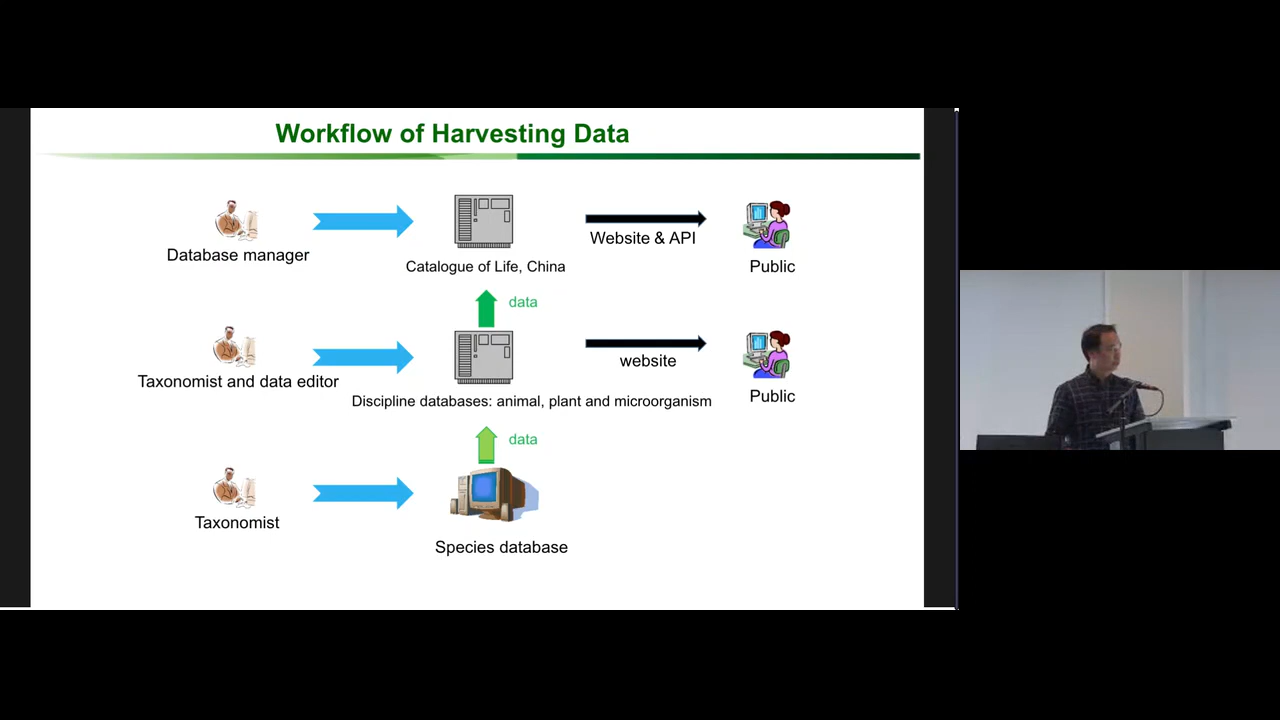 Workflow of Harvesting Data
Database manager
Catalogue of Life, China
Website & API
Public
data
Taxonomist and data editor
Discipline databases: animal, plant and microorganism
website
Public
data
Taxonomist
Species database